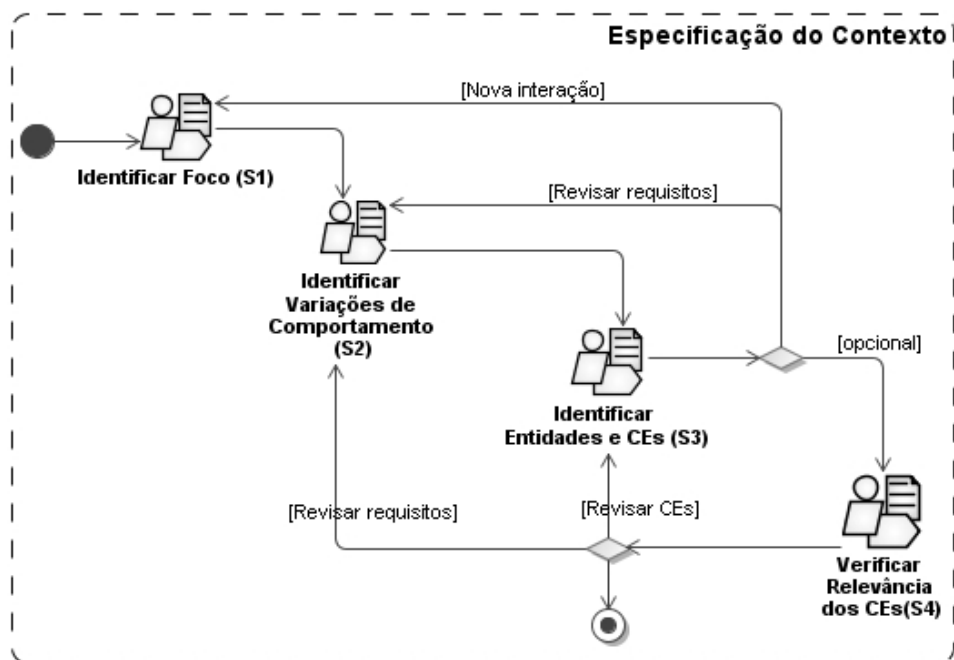 Especificação do Contexto
[Nova interação]
Identificar Foco (S1)
[Revisar requisitos]
Identificar
Variações de
Comportamento
(S2)
[opcional]
Identificar
Entidades e CEs (S3)
[Revisar requisitos]
[Revisar CEs]
Verificar
Relevância
dos CEs(S4)